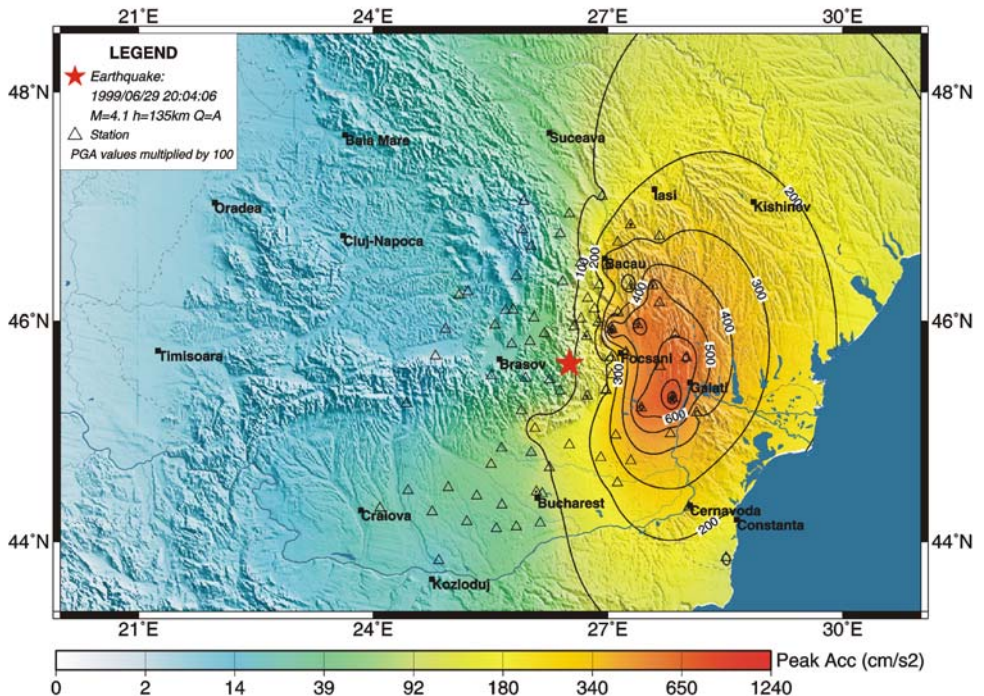 21°E 24°E 27°E 30°E
LEGEND
Earthquake:
1999/06/29 20:04:06
M=4.1 h=135km Q=A
Station
PGA values multiplied by 100
48°N 48°N
Baia Mare
Suceava
Oradea
Iasi
Kishinev
200
Cluj-Napoca
100
200
Bacau
400
300
46°N 46°N
400
Timisoara
Brasov
Focsani
500
300
Galati
600
Craiova
Bucharest
Cernavoda
200
Constanta
44°N 44°N
Kozloduj
21°E 24°E 27°E 30°E
Peak Acc (cm/s2)
0 2 14 39 92 180 340 650 1240